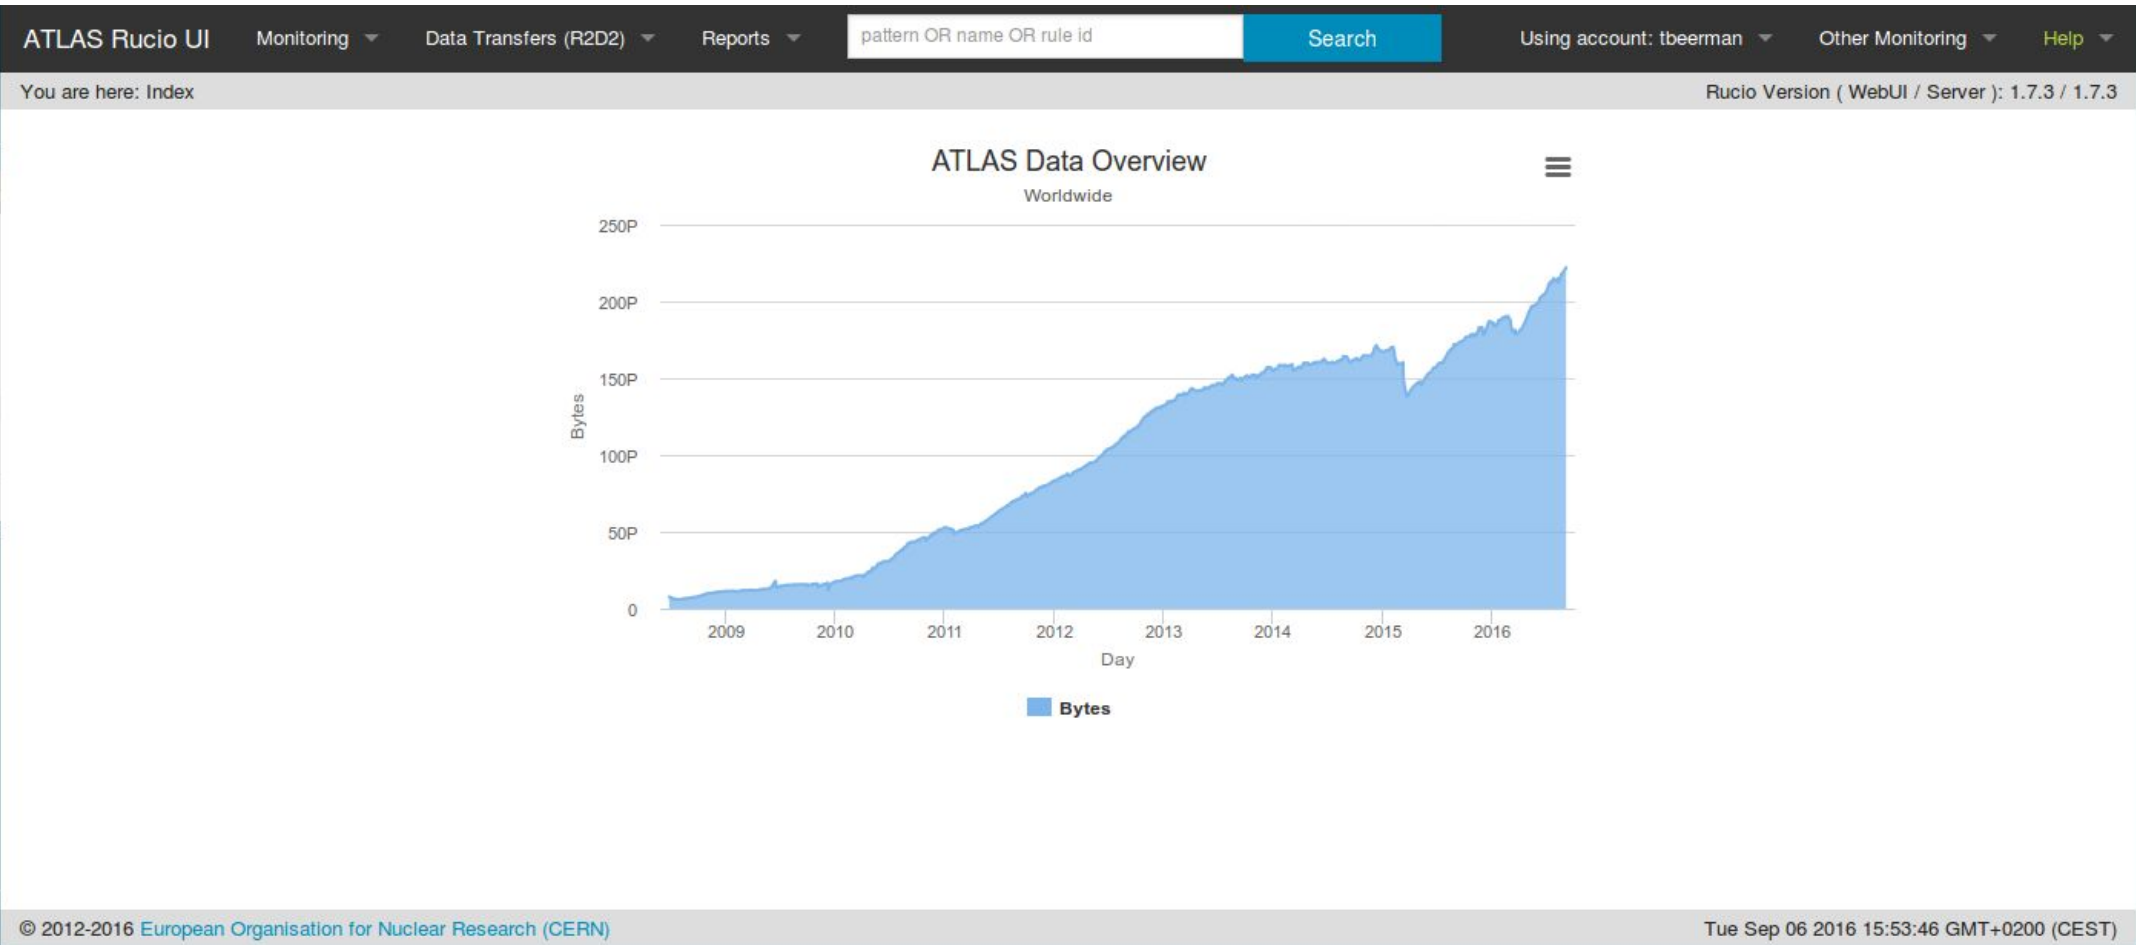 ATLAS Rucio UI Monitoring Data Transfers (R2D2) Reports pattern OR name OR rule id Search Using account: tbeerman Other Monitoring Help
You are here: Index Rucio Version ( WebUI / Server ): 1.7.3 / 1.7.3
ATLAS Data Overview
Worldwide
250P
200P
150P
100P
50P
0
Bytes
2009 2010 2011 2012 2013 2014 2015 2016
Day
Bytes
© 2012-2016 European Organisation for Nuclear Research (CERN) Tue Sep 06 2016 15:53:46 GMT+0200 (CEST)